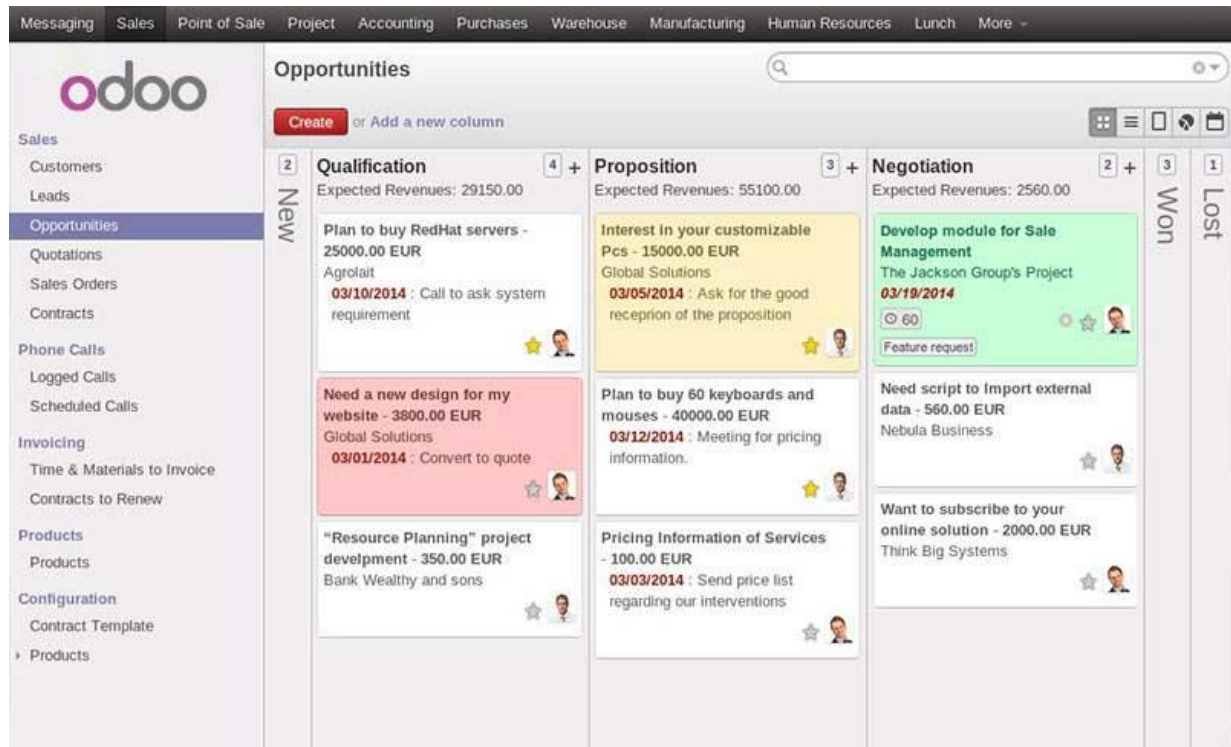 Messaging Sales Point of Sale Project Accounting Purchases Warehouse Manufacturing Human Resources Lunch More
odoo
Sales
Customers
Leads
Opportunities
Quotations
Sales Orders
Contracts
Phone Calls
Logged Calls
Scheduled Calls
Invoicing
Time & Materials to Invoice
Contracts to Renew
Products
Products
Configuration
Contract Template
Products
Opportunities
Create or Add a new column
2
New
Qualification 4 +
Expected Revenues: 29150.00
Plan to buy RedHat servers -
25000.00 EUR
Agrolait
03/10/2014 : Call to ask system
requirement
Need a new design for my
website - 3800.00 EUR
Global Solutions
03/01/2014 : Convert to quote
“Resource Planning” project
develpment - 350.00 EUR
Bank Wealthy and sons
Proposition 3 +
Expected Revenues: 55100.00
Interest in your customizable
Pcs - 15000.00 EUR
Global Solutions
03/05/2014 : Ask for the good
receprion of the proposition
Plan to buy 60 keyboards and
mouses - 40000.00 EUR
03/12/2014 : Meeting for pricing
information.
Pricing Information of Services
- 100.00 EUR
03/03/2014 : Send price list
regarding our interventions
Negotiation 2 +
Expected Revenues: 2560.00
Develop module for Sale
Management
The Jackson Group's Project
03/19/2014
60
Feature request
Need script to Import external
data - 560.00 EUR
Nebula Business
Want to subscribe to your
online solution - 2000.00 EUR
Think Big Systems
3
Won
1
Lost